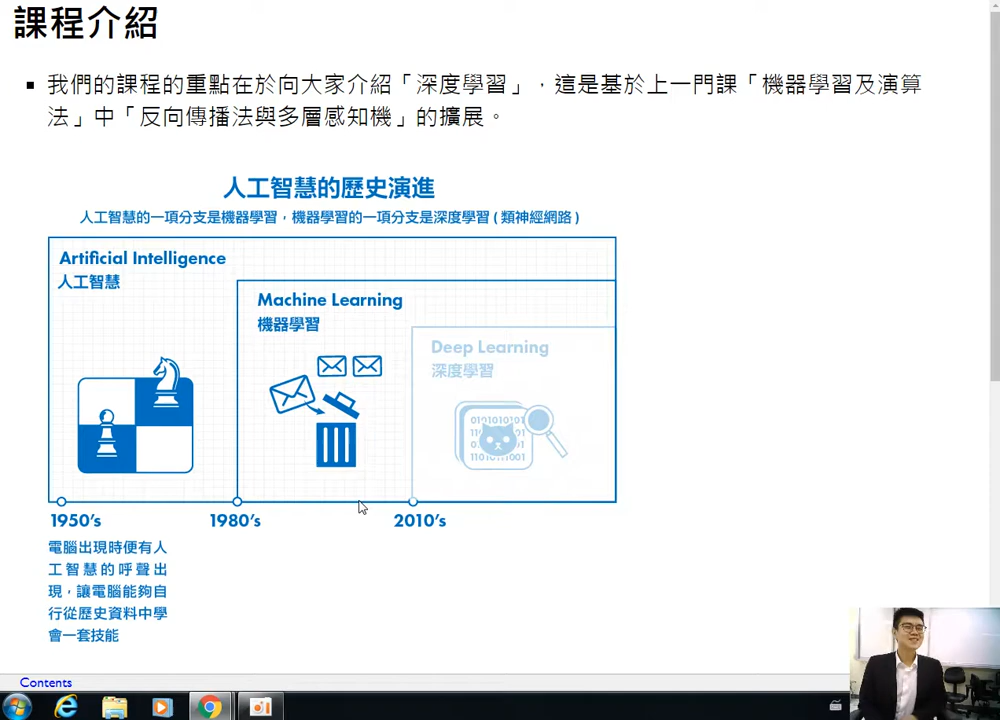 課程介紹
▪ 我們的課程的重點在於向大家介紹「深度學習」，這是基於上一門課「機器學習及演算
法」中「反向傳播法與多層感知機」的擴展。
人工智慧的歷史演進
人工智慧的一項分支是機器學習，機器學習的一項分支是深度學習 ( 類神經網路 )
Artificial Intelligence
人工智慧
Machine Learning
機器學習
Deep Learning
深度學習
1950's
1980's
2010's
電腦出現時便有人
工智慧的呼聲出
現，讓電腦能夠自
行從歷史資料中學
會一套技能
Contents